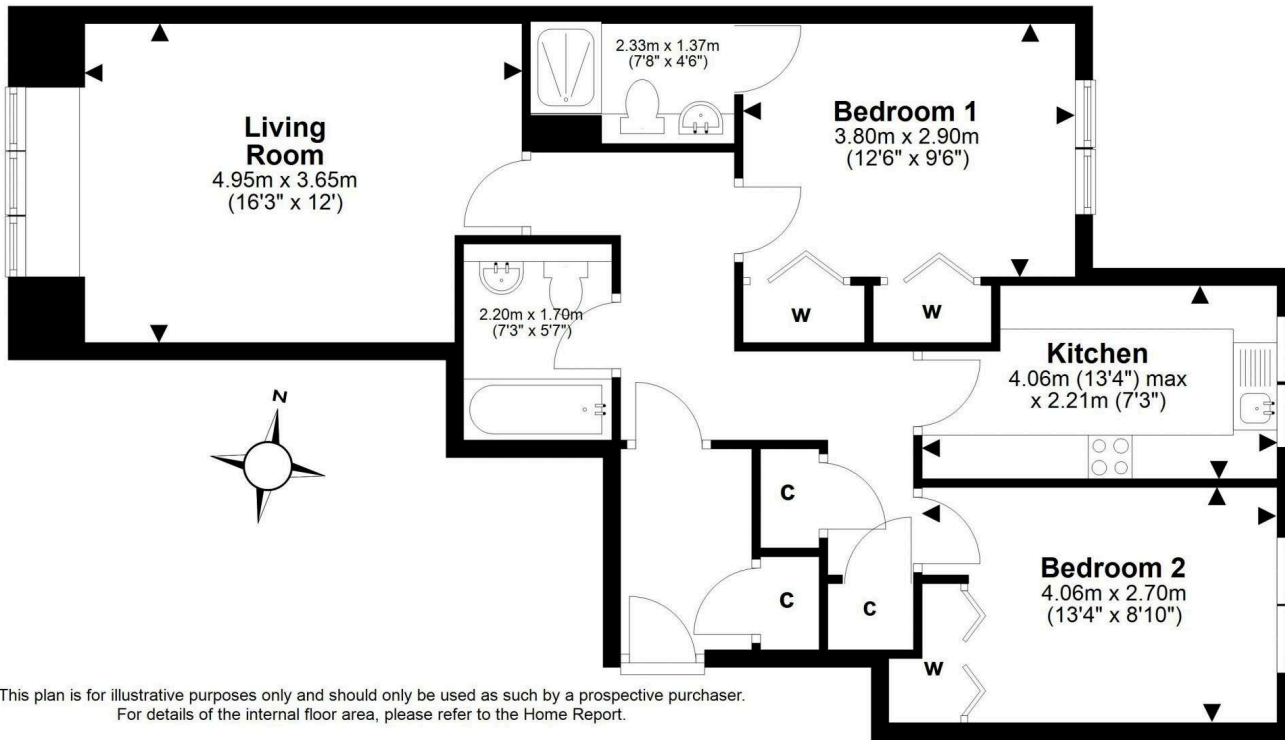 2.33m x 1.37m
(7'8" x 4'6")
Living
Room
4.95m x 3.65m
(16'3" x 12')
Bedroom 1
3.80m x 2.90m
(12'6" x 9'6")
2.20m x 1.70m
(7'3" x 5'7")
W
W
Kitchen
4.06m (13'4") max
x 2.21m (7'3")
N
C
C
C
Bedroom 2
4.06m x 2.70m
(13'4" x 8'10")
W
This plan is for illustrative purposes only and should only be used as such by a prospective purchaser.
For details of the internal floor area, please refer to the Home Report.